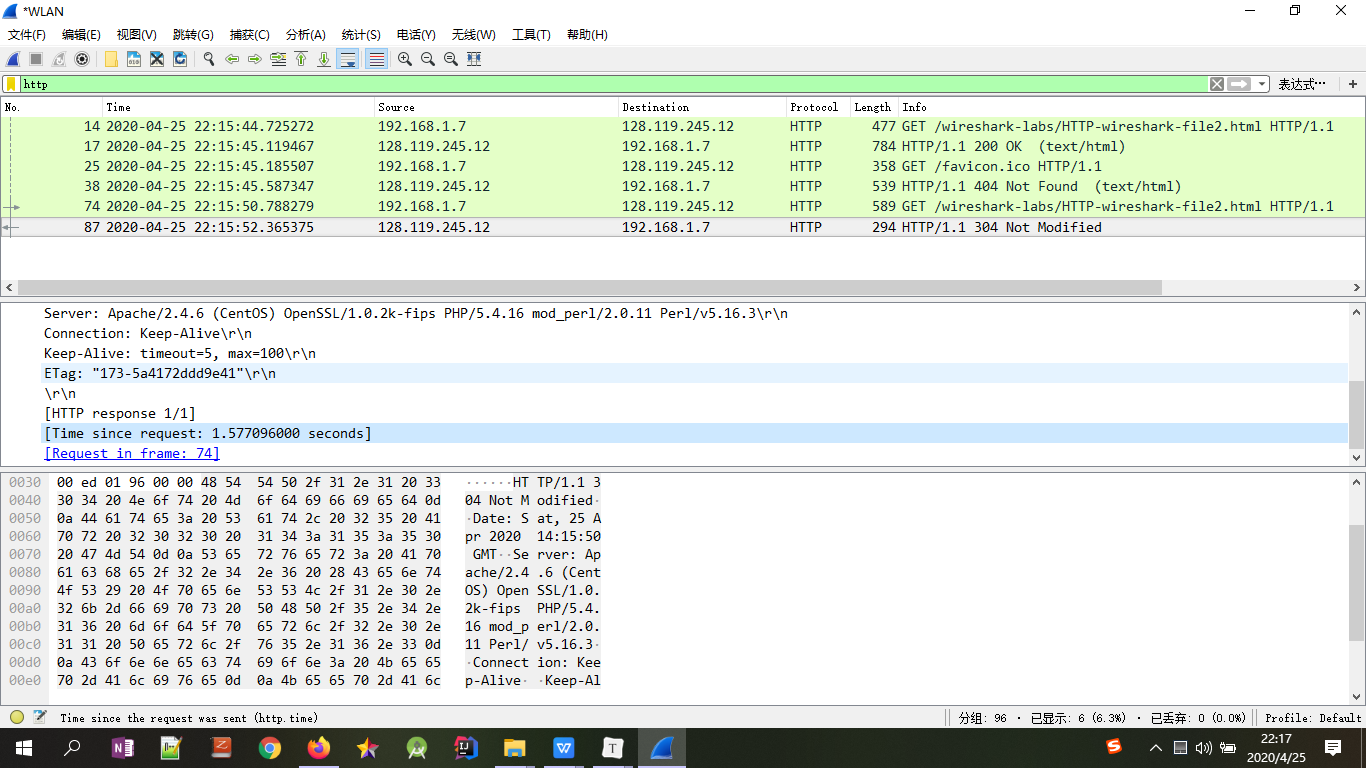 *WLAN
文件(F) 编辑(E) 视图(V) 跳转(G) 捕获(C) 分析(A) 统计(S) 电话(Y) 无线(W) 工具(T) 帮助(H)
http 表达式… +
No. Time Source Destination Protocol Length Info
14 2020-04-25 22:15:44.725272 192.168.1.7 128.119.245.12 HTTP 477 GET /wireshark-labs/HTTP-wireshark-file2.html HTTP/1.1
17 2020-04-25 22:15:45.119467 128.119.245.12 192.168.1.7 HTTP 784 HTTP/1.1 200 OK (text/html)
25 2020-04-25 22:15:45.185507 192.168.1.7 128.119.245.12 HTTP 358 GET /favicon.ico HTTP/1.1
38 2020-04-25 22:15:45.587347 128.119.245.12 192.168.1.7 HTTP 539 HTTP/1.1 404 Not Found (text/html)
74 2020-04-25 22:15:50.788279 192.168.1.7 128.119.245.12 HTTP 589 GET /wireshark-labs/HTTP-wireshark-file2.html HTTP/1.1
87 2020-04-25 22:15:52.365375 128.119.245.12 192.168.1.7 HTTP 294 HTTP/1.1 304 Not Modified
Server: Apache/2.4.6 (CentOS) OpenSSL/1.0.2k-fips PHP/5.4.16 mod_perl/2.0.11 Perl/v5.16.3\r\n
Connection: Keep-Alive\r\n
Keep-Alive: timeout=5, max=100\r\n
ETag: "173-5a4172ddd9e41"\r\n
\r\n
[HTTP response 1/1]
[Time since request: 1.577096000 seconds]
[Request in frame: 74]
0030 00 ed 01 96 00 00 48 54 54 50 2f 31 2e 31 20 33 ······HT TP/1.1 3
0040 30 34 20 4e 6f 74 20 4d 6f 64 69 66 69 65 64 0d 04 Not M odified·
0050 0a 44 61 74 65 3a 20 53 61 74 2c 20 32 35 20 41 ·Date: S at, 25 A
0060 70 72 20 32 30 32 30 20 31 34 3a 31 35 3a 35 30 pr 2020 14:15:50
0070 20 47 4d 54 0d 0a 53 65 72 76 65 72 3a 20 41 70 GMT··Se rver: Ap
0080 61 63 68 65 2f 32 2e 34 2e 36 20 28 43 65 6e 74 ache/2.4 .6 (Cent
0090 4f 53 29 20 4f 70 65 6e 53 53 4c 2f 31 2e 30 2e OS) Open SSL/1.0.
00a0 32 6b 2d 66 69 70 73 20 50 48 50 2f 35 2e 34 2e 2k-fips PHP/5.4.
00b0 31 36 20 6d 6f 64 5f 70 65 72 6c 2f 32 2e 30 2e 16 mod_p erl/2.0.
00c0 31 31 20 50 65 72 6c 2f 76 35 2e 31 36 2e 33 0d 11 Perl/ v5.16.3·
00d0 0a 43 6f 6e 6e 65 63 74 69 6f 6e 3a 20 4b 65 65 ·Connect ion: Kee
00e0 70 2d 41 6c 69 76 65 0d 0a 4b 65 65 70 2d 41 6c p-Alive· ·Keep-Al
Time since the request was sent (http.time) 分组: 96 · 已显示: 6 (6.3%) · 已丢弃: 0 (0.0%) Profile: Default
22:17
2020/4/25